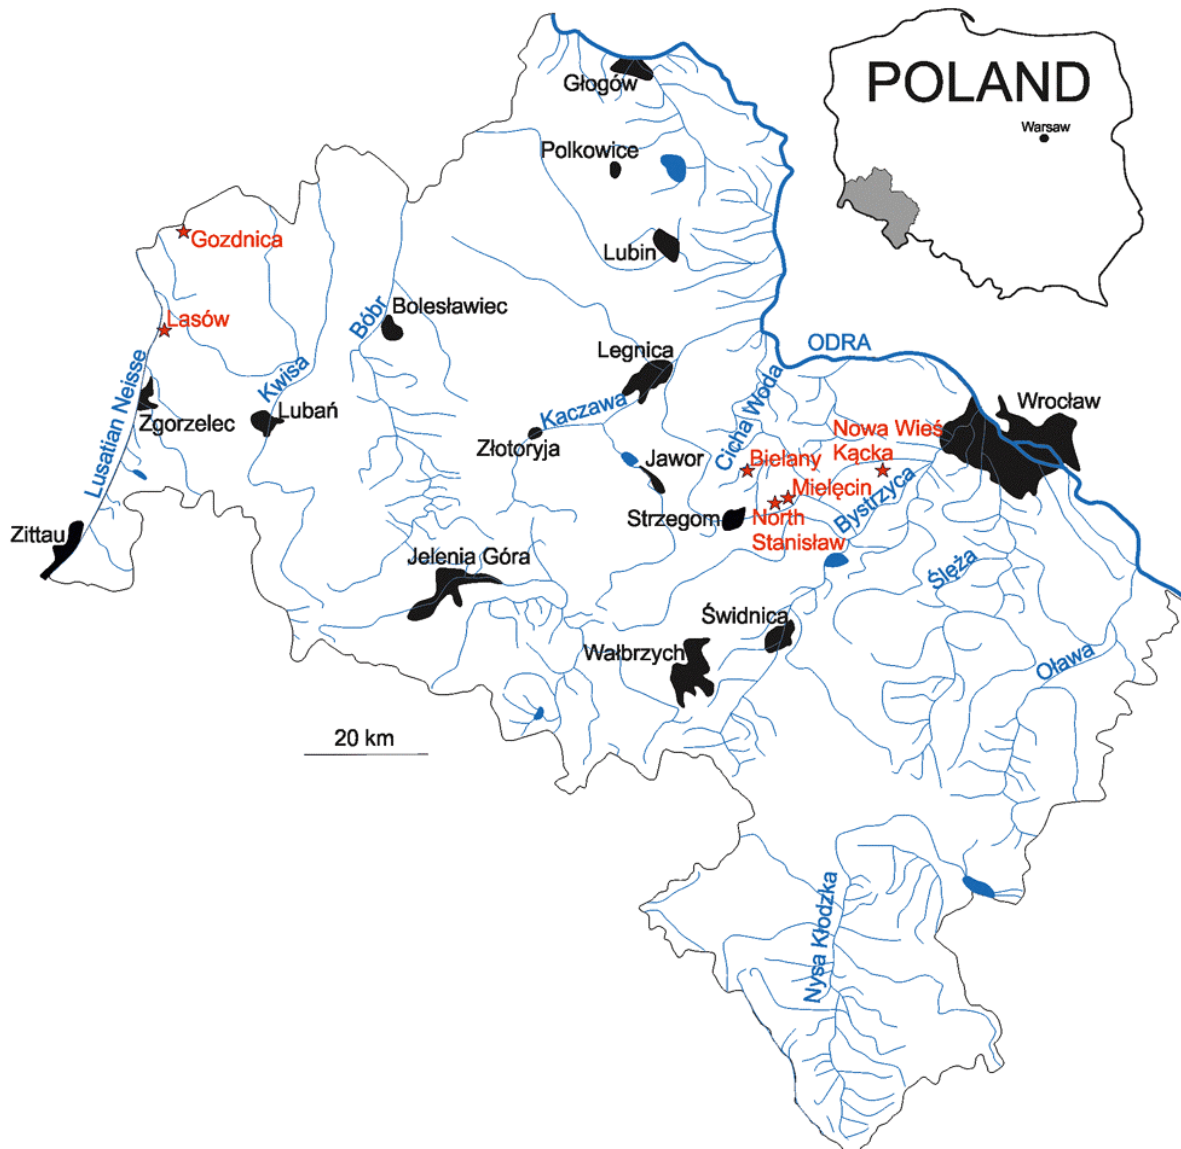 POLAND
Warsaw
Głogów
Polkowice
Lubin
Gozdnica
Lasów
Bolesławiec
Bóbr
Legnica
ODRA
Kwisa
Lusatian Neisse
Zgorzelec
Lubań
Kaczawa
Złotoryja
Cicha Woda
Wrocław
Nowa Wieś
Kącka
Jawor
Bielany
Mielęcin
Bystrzyca
Strzegom
North
Stanisław
Zittau
Jelenia Góra
Ślęża
Świdnica
Wałbrzych
Oława
20 km
Nysa Kłodzka